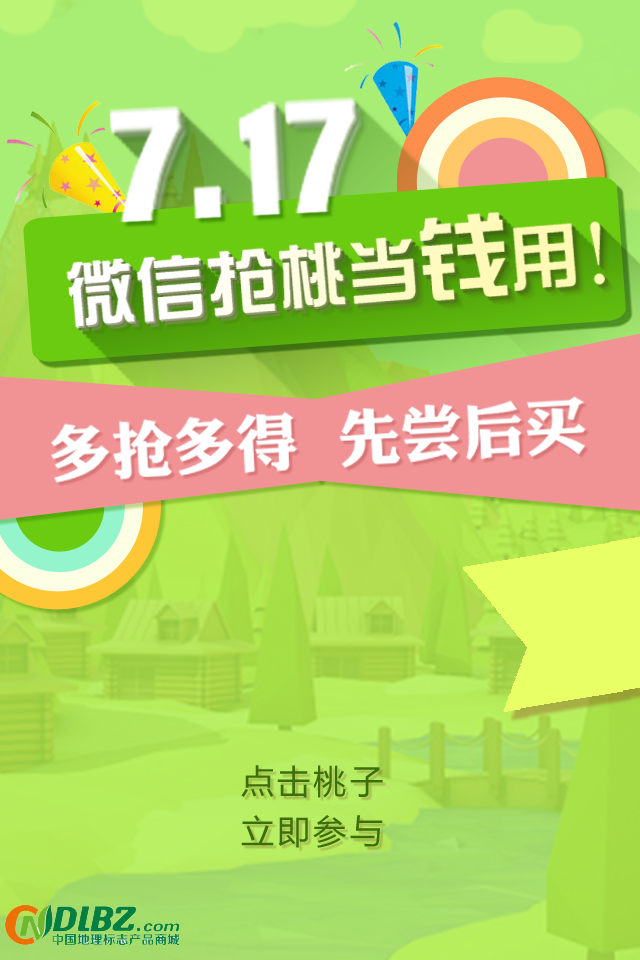 7.17
微信抢桃当钱用!
多抢多得 先尝后买
点击桃子
立即参与
CNDLBZ.com
中国地理标志产品商城